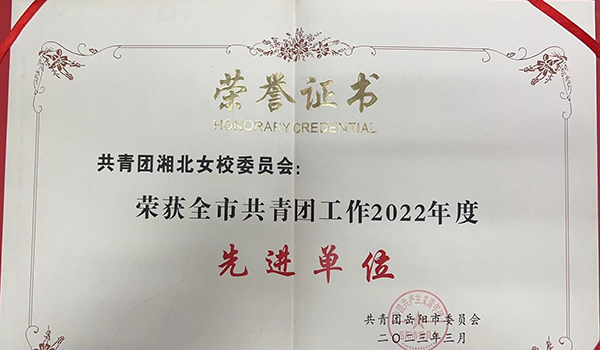 荣誉证书
HONORARY CREDENTIAL
共青团湘北女校委员会:
荣获全市共青团工作2022年度
先进单位
共青团岳阳市委员会
二〇二三年三月